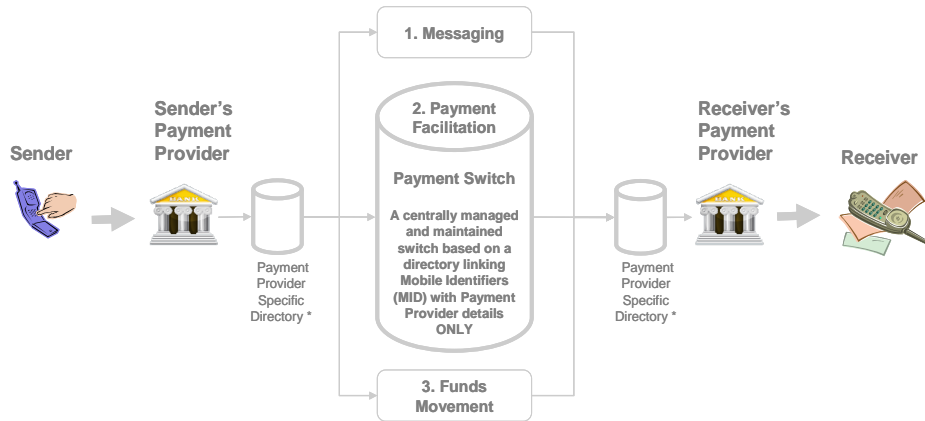 Sender
Sender's
Payment
Provider
Payment
Provider
Specific
Directory *
1. Messaging
2. Payment
Facilitation
Payment Switch
A centrally managed
and maintained
switch based on a
directory linking
Mobile Identifiers
(MID) with Payment
Provider details
ONLY
3. Funds
Movement
Payment
Provider
Specific
Directory *
Receiver's
Payment
Provider
Receiver